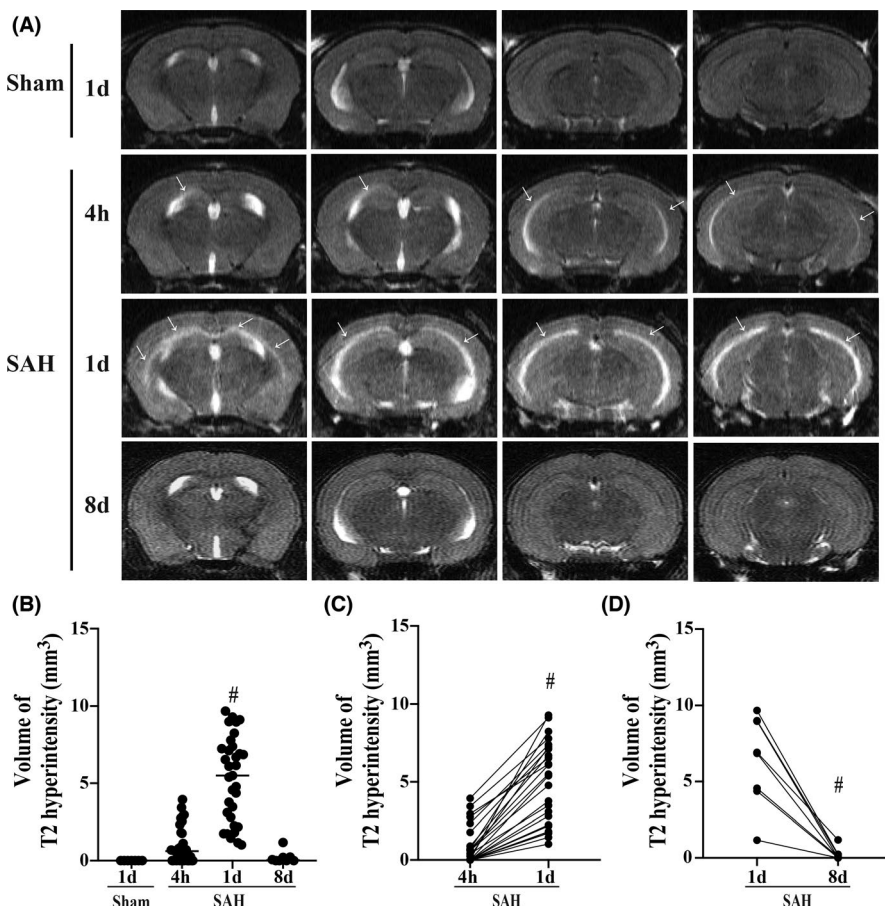 (A)
Sham
1d
4h
SAH
1d
8d
(B)
Volume of
T2 hyperintensity (mm3)
15
10
5
0
#
1d
4h
1d
8d
Sham
SAH
(C)
Volume of
T2 hyperintensity (mm3)
15
10
5
0
#
4h
1d
SAH
(D)
Volume of
T2 hyperintensity (mm3)
15
10
5
0
#
1d
8d
SAH